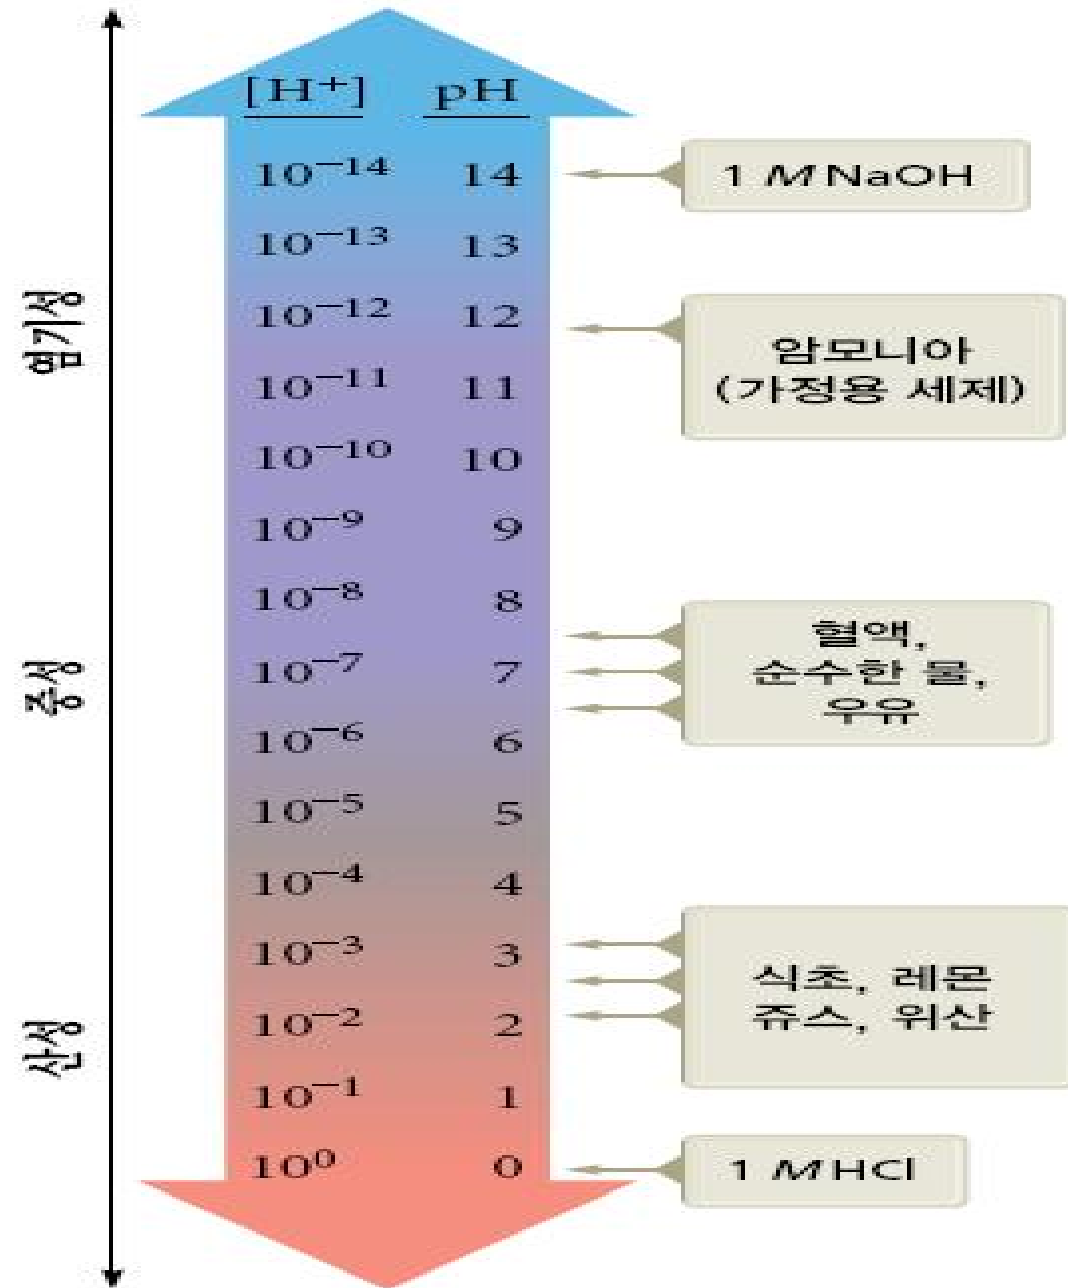 [H⁺] pH
10⁻¹⁴ 14
10⁻¹³ 13
10⁻¹² 12
10⁻¹¹ 11
10⁻¹⁰ 10
10⁻⁹ 9
10⁻⁸ 8
10⁻⁷ 7
10⁻⁶ 6
10⁻⁵ 5
10⁻⁴ 4
10⁻³ 3
10⁻² 2
10⁻¹ 1
10⁰ 0
염기성
중성
산성
1 M NaOH
암모니아
(가정용 세제)
혈액,
순수한 물,
우유
식초, 레몬
쥬스, 위산
1 M HCl